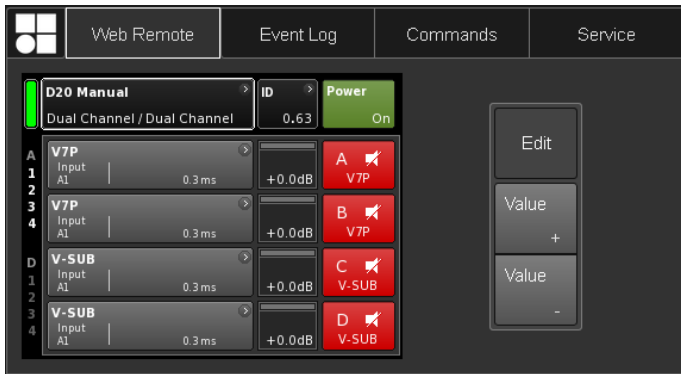 Web Remote
Event Log
Commands
Service
D20 Manual
Dual Channel / Dual Channel
ID
0.63
Power
On
A
1
2
3
4
D
1
2
3
4
V7P
Input
A1
0.3 ms
+0.0dB
A
V7P
V7P
Input
A1
0.3 ms
+0.0dB
B
V7P
V-SUB
Input
A1
0.3 ms
+0.0dB
C
V-SUB
V-SUB
Input
A1
0.3 ms
+0.0dB
D
V-SUB
Edit
Value
+
Value
-